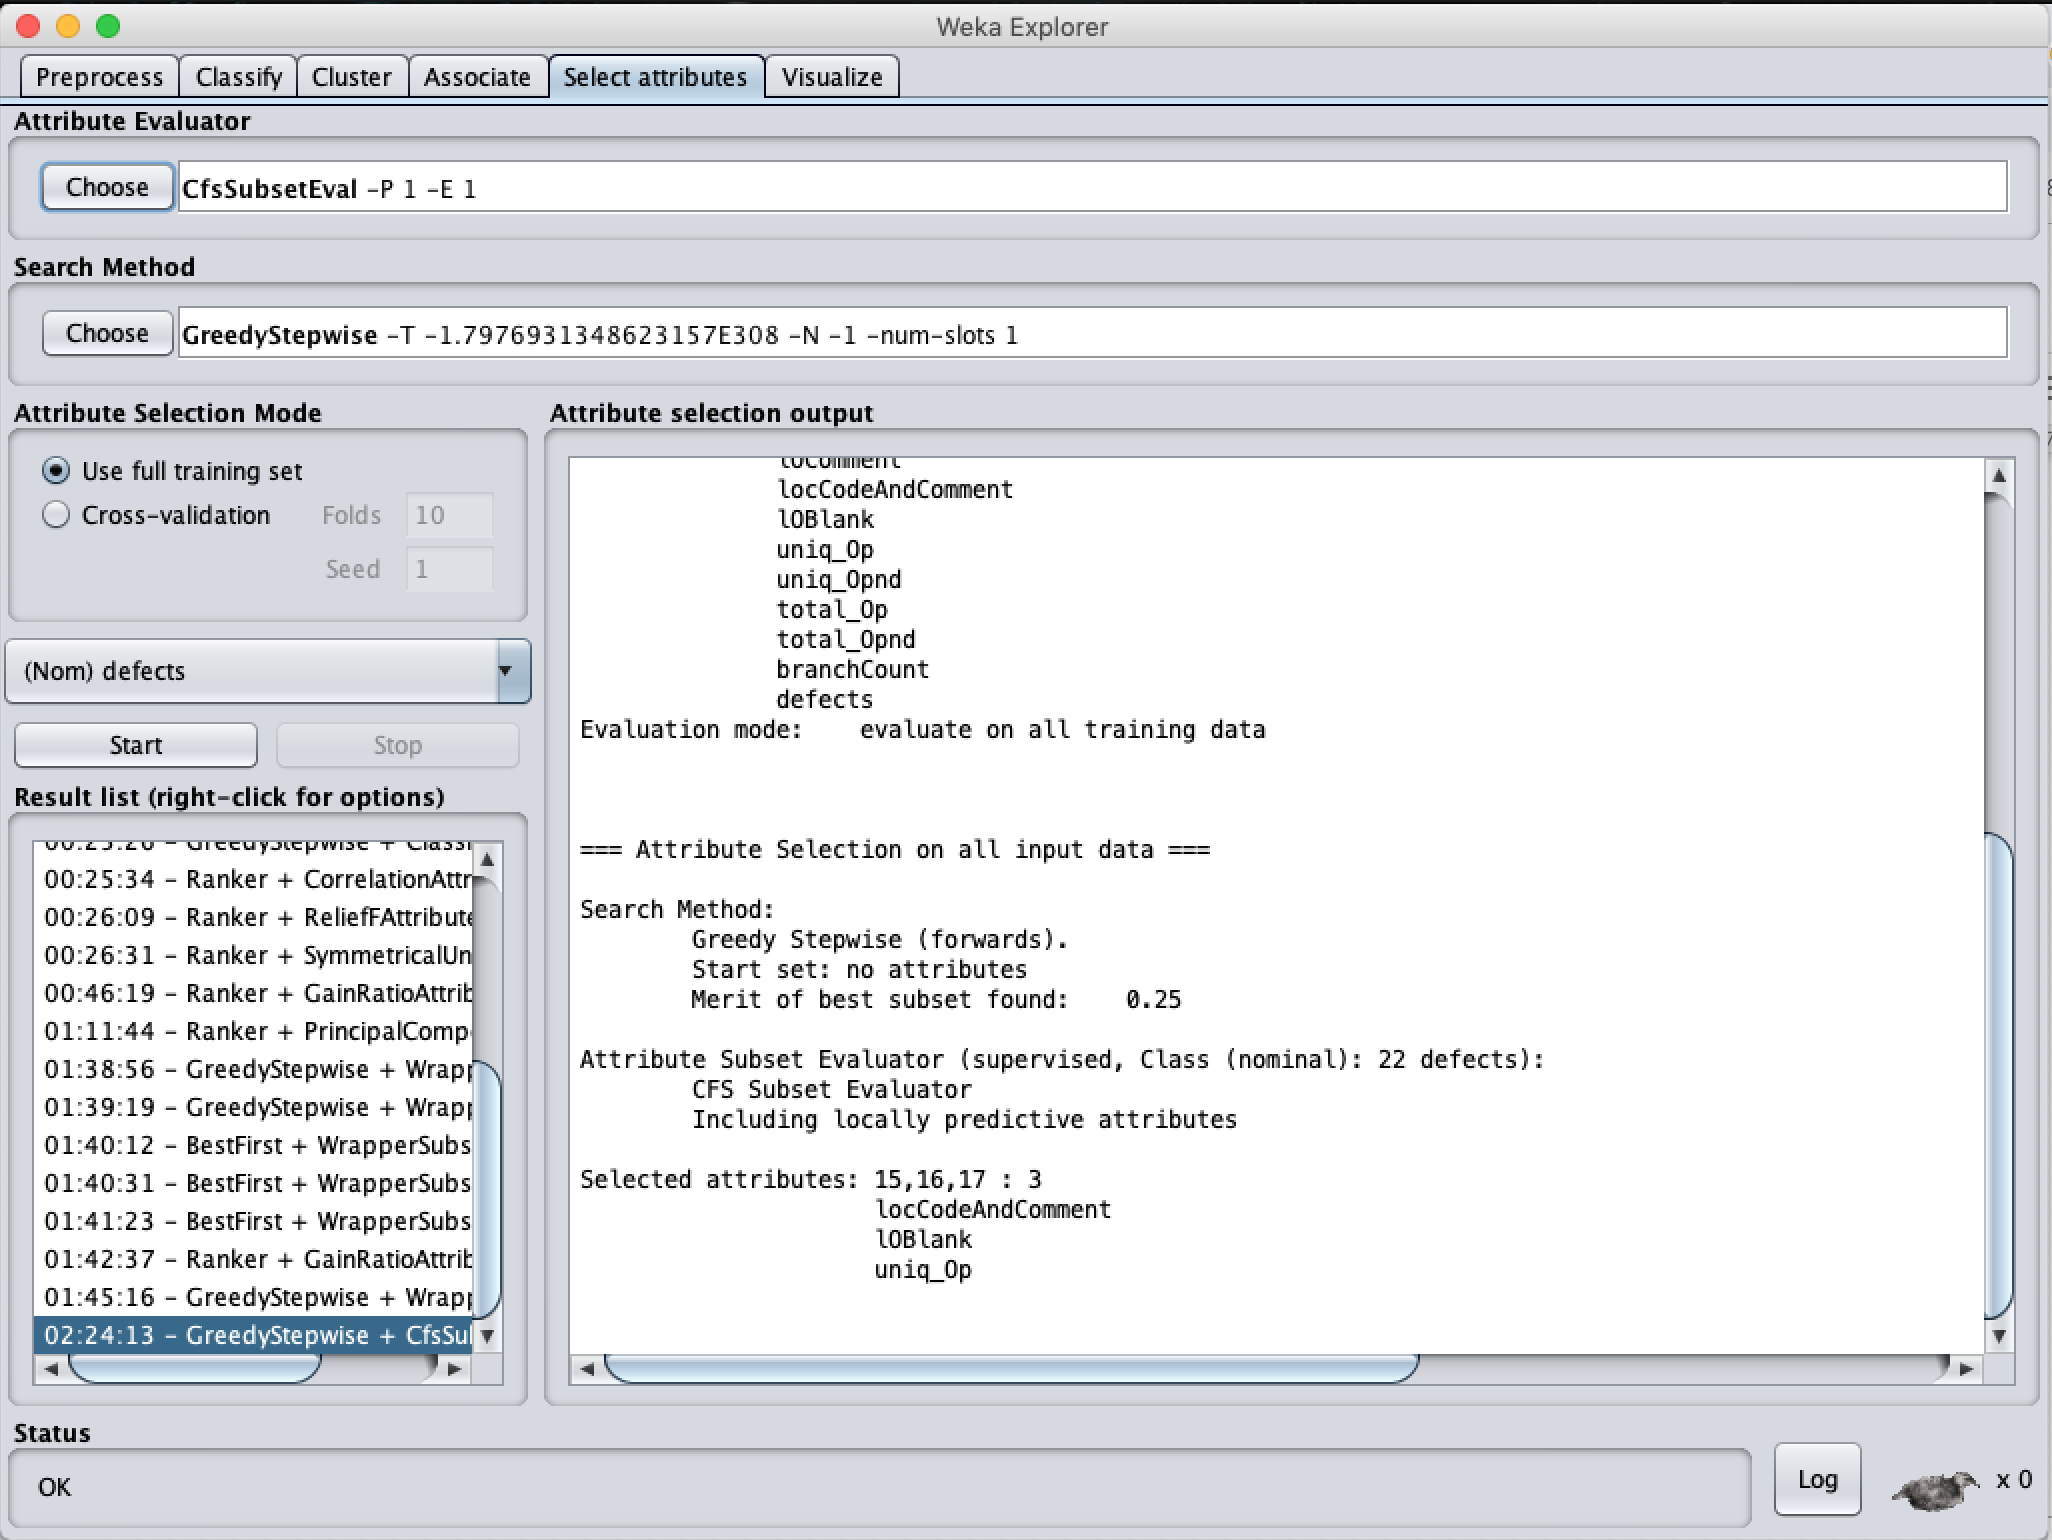 Weka Explorer
Preprocess Classify Cluster Associate Select attributes Visualize
Attribute Evaluator
Choose CfsSubsetEval -P 1 -E 1
Search Method
Choose GreedyStepwise -T -1.7976931348623157E308 -N -1 -num-slots 1
Attribute Selection Mode
Use full training set
Cross-validation Folds 10
Seed 1
(Nom) defects
Start Stop
Result list (right-click for options)
00:25:26 - GreedyStepwise + Classi
00:25:34 - Ranker + CorrelationAttr
00:26:09 - Ranker + ReliefFAttribute
00:26:31 - Ranker + SymmetricalUn
00:46:19 - Ranker + GainRatioAttrib
01:11:44 - Ranker + PrincipalComp
01:38:56 - GreedyStepwise + Wrapp
01:39:19 - GreedyStepwise + Wrapp
01:40:12 - BestFirst + WrapperSubs
01:40:31 - BestFirst + WrapperSubs
01:41:23 - BestFirst + WrapperSubs
01:42:37 - Ranker + GainRatioAttrib
01:45:16 - GreedyStepwise + Wrapp
02:24:13 - GreedyStepwise + CfsSu
Attribute selection output
loComment
locCodeAndComment
lOBlank
uniq_Op
uniq_Opnd
total_Op
total_Opnd
branchCount
defects
Evaluation mode: evaluate on all training data
=== Attribute Selection on all input data ===
Search Method:
Greedy Stepwise (forwards).
Start set: no attributes
Merit of best subset found: 0.25
Attribute Subset Evaluator (supervised, Class (nominal): 22 defects):
CFS Subset Evaluator
Including locally predictive attributes
Selected attributes: 15,16,17 : 3
locCodeAndComment
lOBlank
uniq_Op
Status
OK
Log x 0